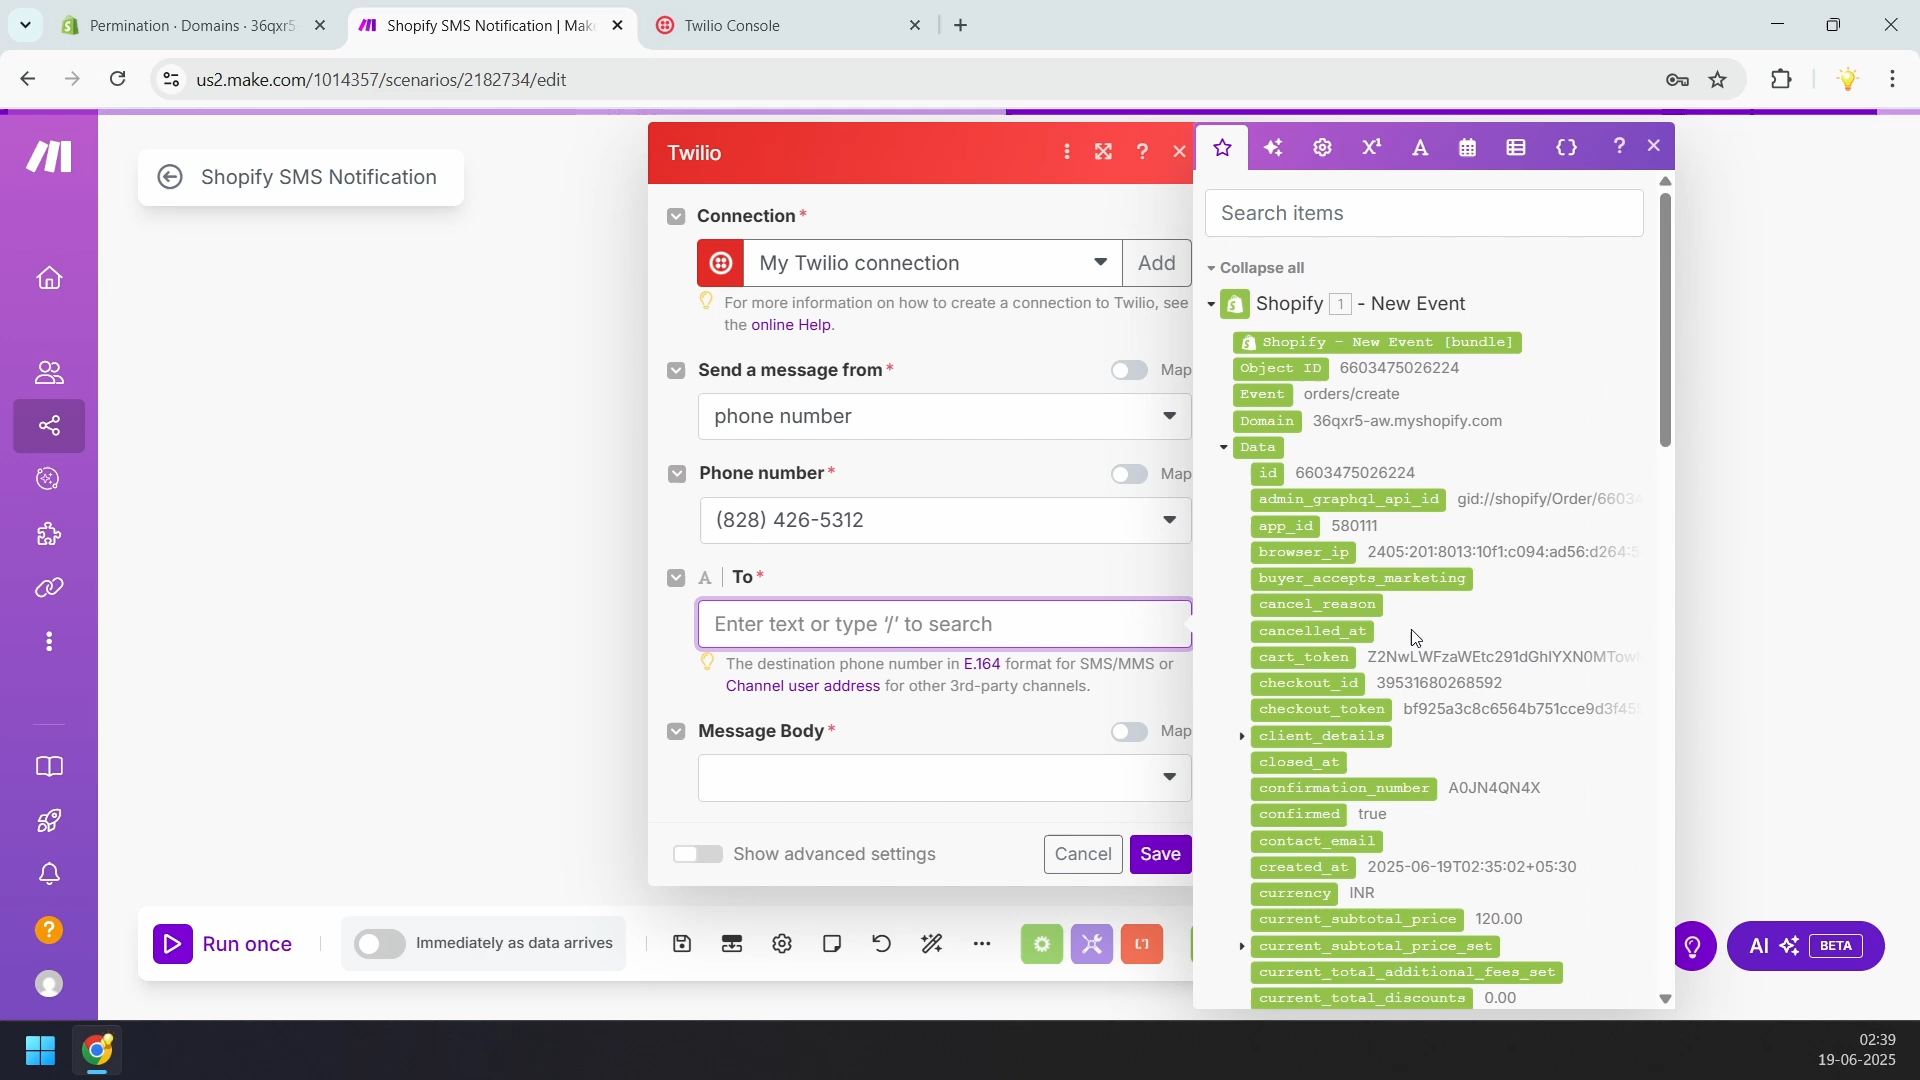 Permination · Domains · 36qxr5
Shopify SMS Notification | Make
Twilio Console
us2.make.com/1014357/scenarios/2182734/edit
Shopify SMS Notification
Twilio
Connection*
My Twilio connection
Add
For more information on how to create a connection to Twilio, see
the online Help.
Send a message from*
Map
phone number
Phone number*
Map
(828) 426-5312
A To*
Enter text or type ‘/’ to search
The destination phone number in E.164 format for SMS/MMS or
Channel user address for other 3rd-party channels.
Message Body*
Map
Show advanced settings
Cancel
Save
Search items
Collapse all
Shopify 1 - New Event
Shopify - New Event [bundle]
Object ID 6603475026224
Event orders/create
Domain 36qxr5-aw.myshopify.com
Data
id 6603475026224
admin_graphql_api_id gid://shopify/Order/66034
app_id 580111
browser_ip 2405:201:8013:10f1:c094:ad56:d264:5
buyer_accepts_marketing
cancel_reason
cancelled_at
cart_token Z2NwLWFzaWEtc291dGhlYXN0MTow
checkout_id 39531680268592
checkout_token bf925a3c8c6564b751cce9d3f45
client_details
closed_at
confirmation_number A0JN4QN4X
confirmed true
contact_email
created_at 2025-06-19T02:35:02+05:30
currency INR
current_subtotal_price 120.00
current_subtotal_price_set
current_total_additional_fees_set
current_total_discounts 0.00
Run once
Immediately as data arrives
AI BETA
02:39
19-06-2025